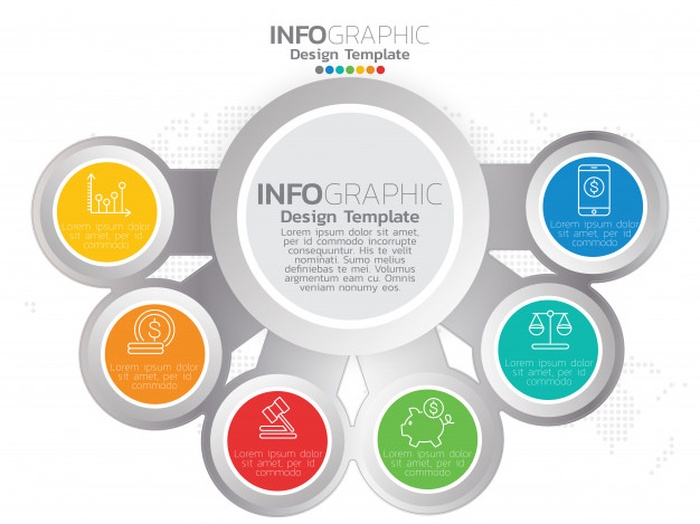 INFOGRAPHIC
Design Template
INFOGRAPHIC
Design Template
Lorem ipsum dolor sit amet,
per id commodo incorrupte
consequuntur. His te velit
nominati. Sumo melius
definiebas te mei. Volumus
argumentum eam cu. Omnis
veniam nonumy eos.
Lorem ipsum dolor
sit amet, per id
commodo
Lorem ipsum dolor
sit amet, per id
commodo
Lorem ipsum dolor
sit amet, per id
commodo
Lorem ipsum dolor
sit amet, per id
commodo
Lorem ipsum dolor
sit amet, per id
commodo
Lorem ipsum dolor
sit amet, per id
commodo